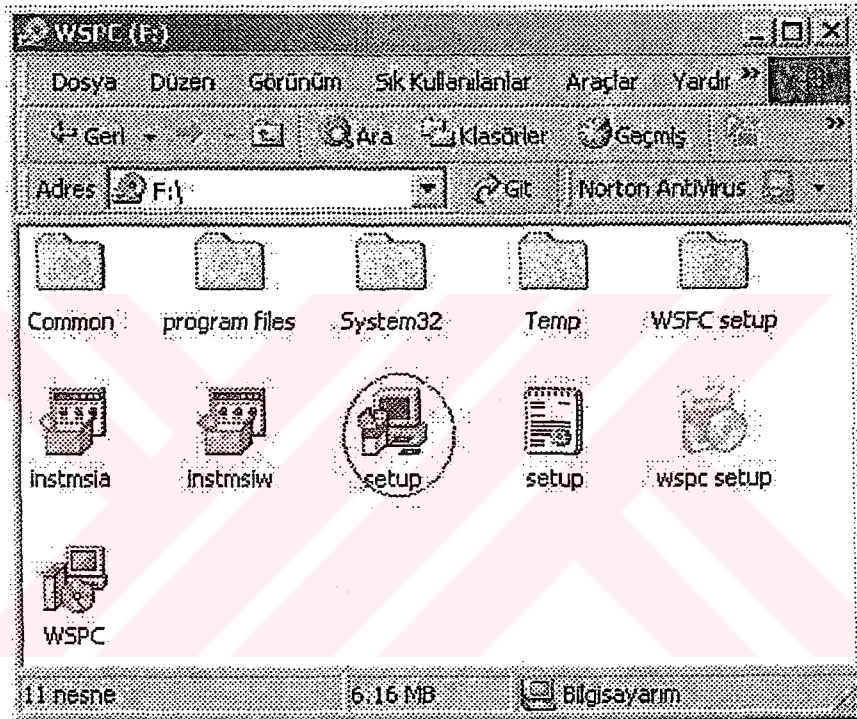 WSPC (F:)
Dosya Düzen Görünüm Sık Kullanılanlar Araçlar Yardır »
Geri Ara Klasörler Geçmiş »
Adres F:\ Git Norton AntiVirus
Common program files System32 Temp WSFC setup
instmsia instmsiw setup setup wspc setup
WSPC
11 nesne 6.16 MB Bilgisayarım